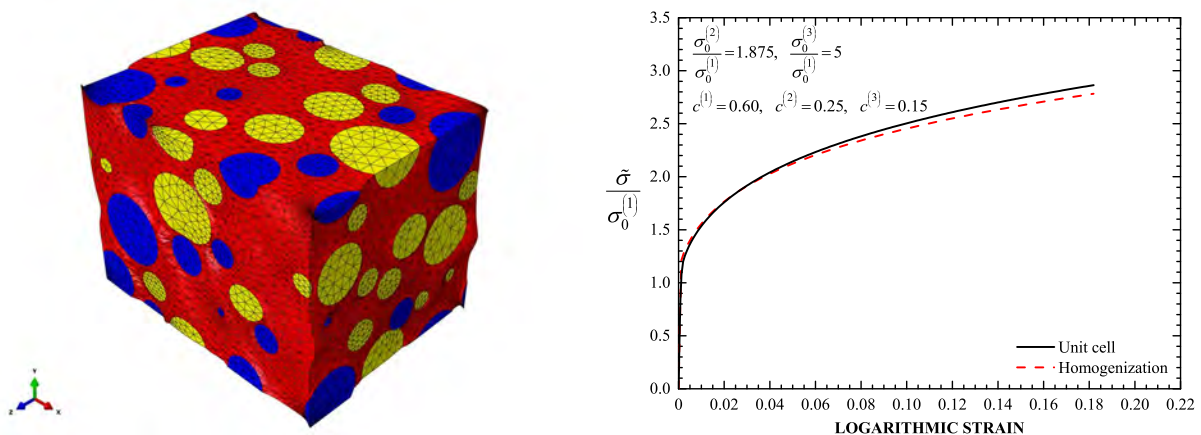 Y
Z
X
3.5
3.0
2.5
2.0
1.5
1.0
0.5
0.0
σ̃ / σ₀⁽¹⁾
σ₀⁽²⁾ / σ₀⁽¹⁾ = 1.875, σ₀⁽³⁾ / σ₀⁽¹⁾ = 5
c⁽¹⁾ = 0.60, c⁽²⁾ = 0.25, c⁽³⁾ = 0.15
Unit cell
Homogenization
0 0.02 0.04 0.06 0.08 0.10 0.12 0.14 0.16 0.18 0.20 0.22
LOGARITHMIC STRAIN